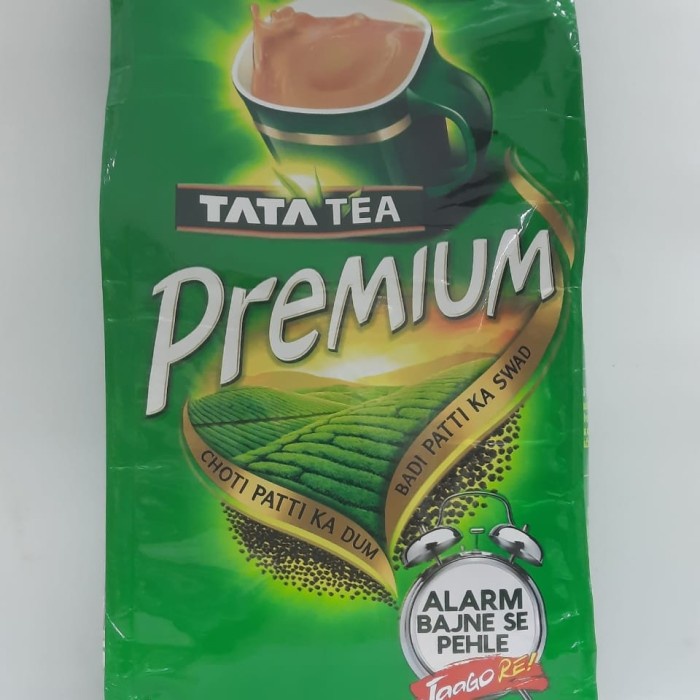 TATA TEA
Premium
CHOTI PATTI KA DUM
BADI PATTI KA SWAD
ALARM
BAJNE SE
PEHLE
Jaago RE!